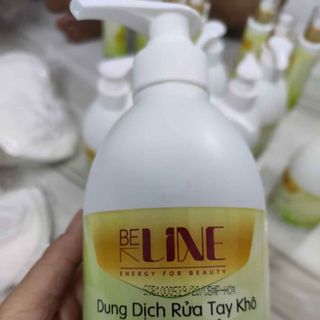 BE
LINE
ENERGY FOR BEAUTY
Dung Dịch Rửa Tay Khô